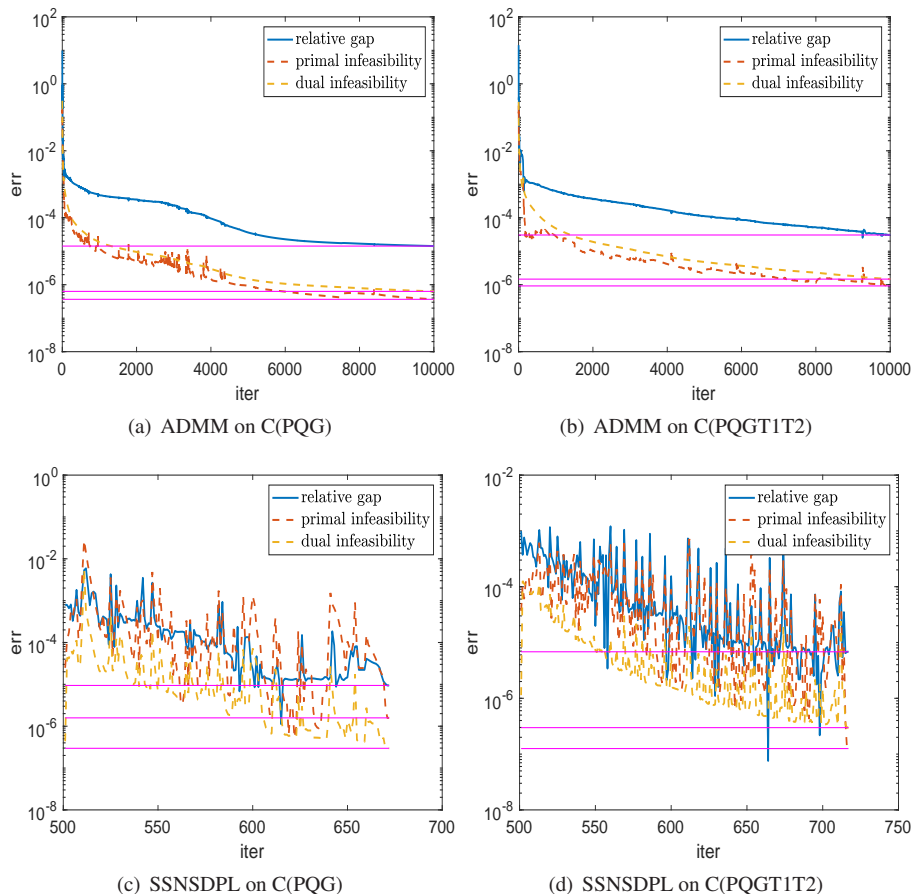 10^2
10^0
10^-2
10^-4
10^-6
10^-8
err
relative gap
primal infeasibility
dual infeasibility
0 2000 4000 6000 8000 10000
iter
(a) ADMM on C(PQG)
10^2
10^0
10^-2
10^-4
10^-6
10^-8
err
relative gap
primal infeasibility
dual infeasibility
0 2000 4000 6000 8000 10000
iter
(b) ADMM on C(PQGT1T2)
10^0
10^-2
10^-4
10^-6
10^-8
err
relative gap
primal infeasibility
dual infeasibility
500 550 600 650 700
iter
(c) SSNSDPL on C(PQG)
10^-2
10^-4
10^-6
10^-8
err
relative gap
primal infeasibility
dual infeasibility
500 550 600 650 700 750
iter
(d) SSNSDPL on C(PQGT1T2)